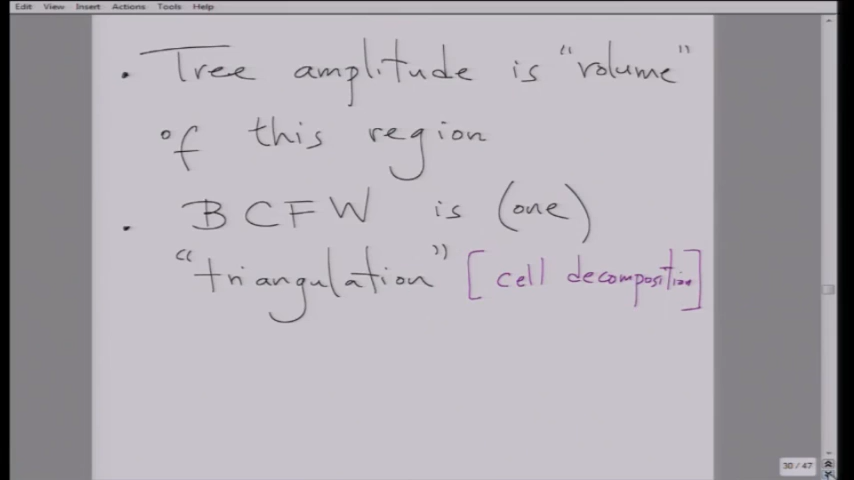 Edit View Insert Actions Tools Help
• Tree amplitude is "volume"
of this region
• BCFW is (one)
"triangulation" [cell decomposition]
30 / 47